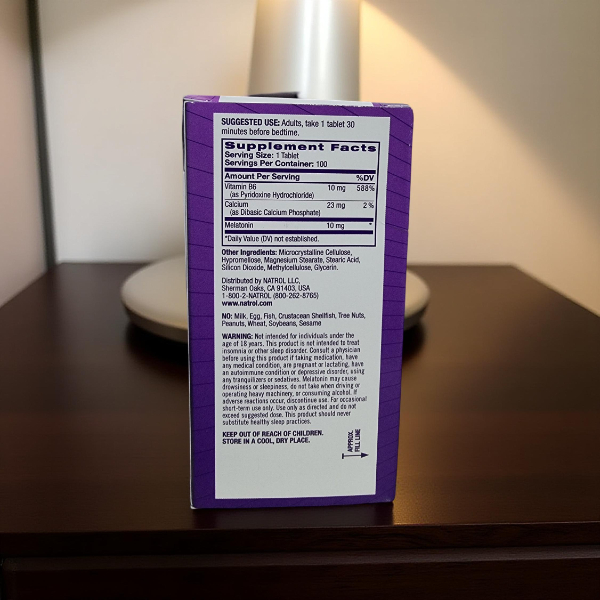 SUGGESTED USE: Adults, take 1 tablet 30
minutes before bedtime.
Supplement Facts
Serving Size: 1 Tablet
Servings Per Container: 100
Amount Per Serving %DV
Vitamin B6 10 mg 588%
(as Pyridoxine Hydrochloride)
Calcium 23 mg 2%
(as Dibasic Calcium Phosphate)
Melatonin 10 mg *
*Daily Value (DV) not established.
Other Ingredients: Microcrystalline Cellulose,
Hypromellose, Magnesium Stearate, Stearic Acid,
Silicon Dioxide, Methylcellulose, Glycerin.
Distributed by NATROL LLC,
Sherman Oaks, CA 91403, USA
1-800-2-NATROL (800-262-8765)
www.natrol.com
NO: Milk, Egg, Fish, Crustacean Shellfish, Tree Nuts,
Peanuts, Wheat, Soybeans, Sesame
WARNING: Not intended for individuals under the
age of 18 years. This product is not intended to treat
insomnia or other sleep disorder. Consult a physician
before using this product if taking medication, have
any medical condition, are pregnant or lactating, have
an autoimmune condition or depressive disorder, using
any tranquilizers or sedatives. Melatonin may cause
drowsiness or sleepiness, do not take when driving or
operating heavy machinery, or consuming alcohol. If
adverse reactions occur, discontinue use. For occasional
short-term use only. Use only as directed and do not
exceed suggested dose. This product should never
substitute healthy sleep practices.
KEEP OUT OF REACH OF CHILDREN.
STORE IN A COOL, DRY PLACE.
APPROX.
FILL LINE